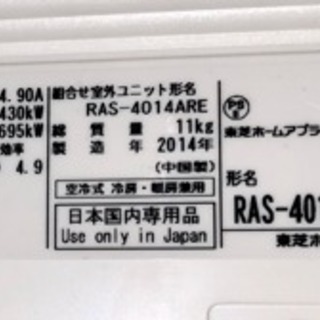 4.90A
430kW
695kW
効率
4.9
組合せ室外ユニット形名
RAS-4014ARE
総 質 量 11kg
製 造 年 2014年
(中国製)
空冷式 冷房・暖房兼用
日本国内専用品
Use only in Japan
PS
E
東芝ホームアプラ
形名
RAS-401
東芝ホ